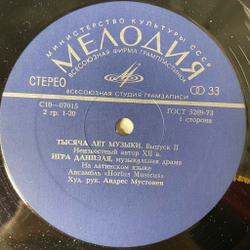 МИНИСТЕРСТВО КУЛЬТУРЫ СССР
МЕЛОДИЯ
ВСЕСОЮЗНАЯ ФИРМА ГРАМПЛАСТИНОК
СТЕРЕО
33
ВСЕСОЮЗНАЯ СТУДИЯ ГРАМЗАПИСИ
С10—07015
ГОСТ 5289-73
2 гр. 1-20
1 сторона
ТЫСЯЧА ЛЕТ МУЗЫКИ. Выпуск II
Неизвестный автор XII в.
ИГРА ДАНИЭЛЯ, музыкальная драма
На латинском языке
Ансамбль «Hortus Musicus»
Худ. рук. Андрес Мустонен